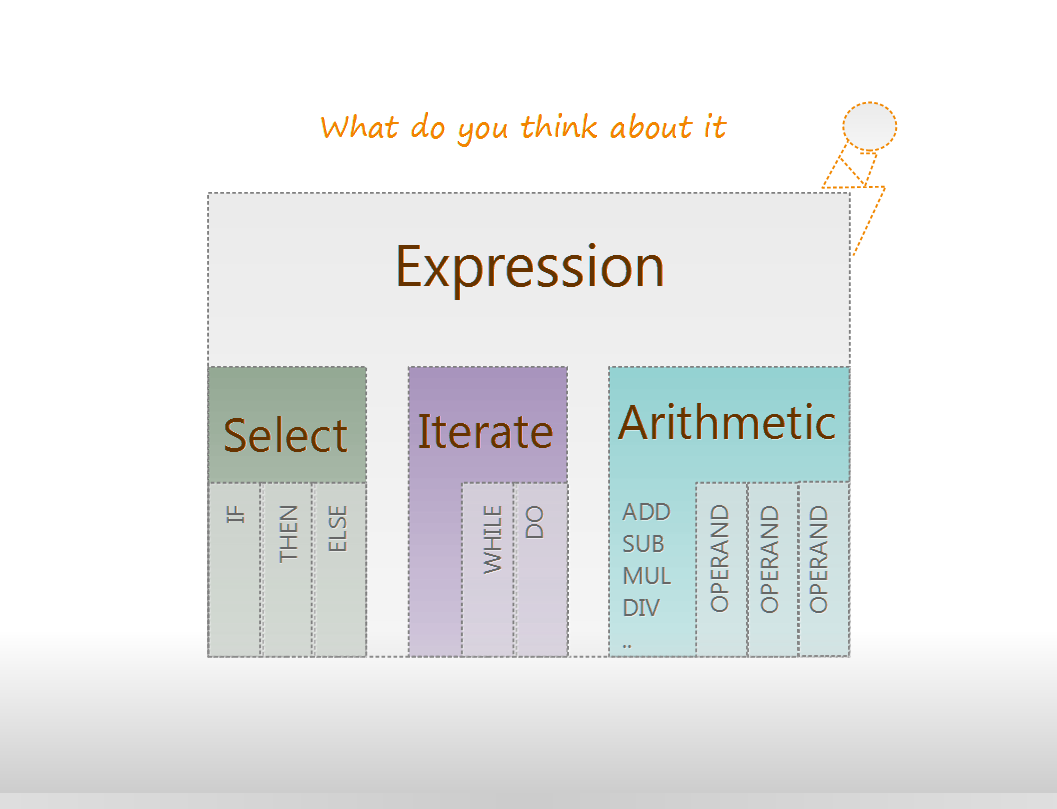 What do you think about it
Expression
Select
Iterate
Arithmetic
IF
THEN
ELSE
WHILE
DO
ADD
SUB
MUL
DIV
..
OPERAND
OPERAND
OPERAND